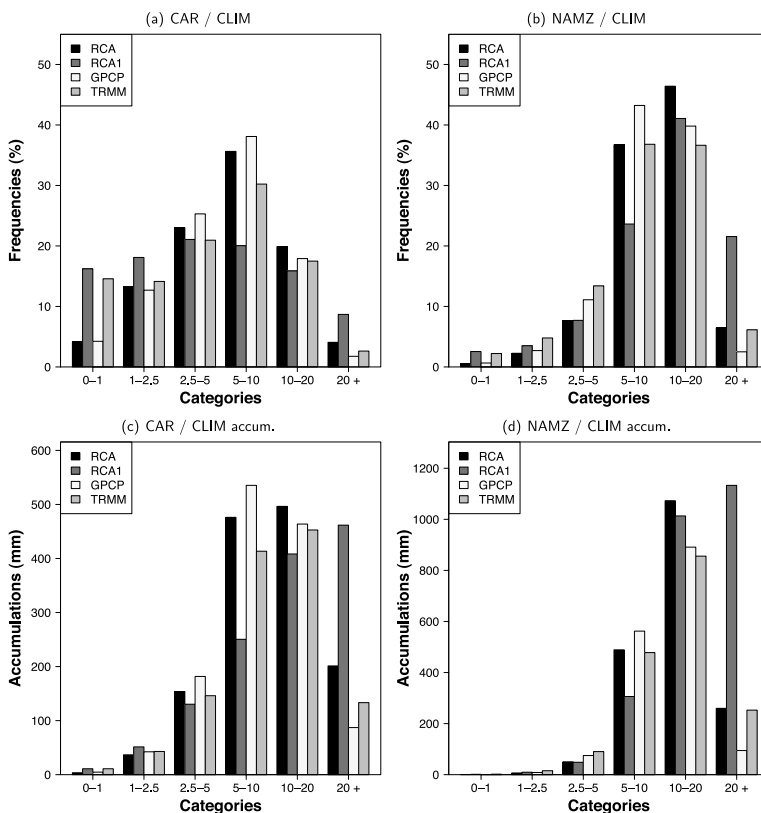 (a) CAR / CLIM
RCA
RCA1
GPCP
TRMM
Frequencies (%)
50
40
30
20
10
0
0–1 1–2.5 2.5–5 5–10 10–20 20 +
Categories
(b) NAMZ / CLIM
RCA
RCA1
GPCP
TRMM
Frequencies (%)
50
40
30
20
10
0
0–1 1–2.5 2.5–5 5–10 10–20 20 +
Categories
(c) CAR / CLIM accum.
RCA
RCA1
GPCP
TRMM
Accumulations (mm)
600
500
400
300
200
100
0
0–1 1–2.5 2.5–5 5–10 10–20 20 +
Categories
(d) NAMZ / CLIM accum.
RCA
RCA1
GPCP
TRMM
Accumulations (mm)
1200
1000
800
600
400
200
0
0–1 1–2.5 2.5–5 5–10 10–20 20 +
Categories